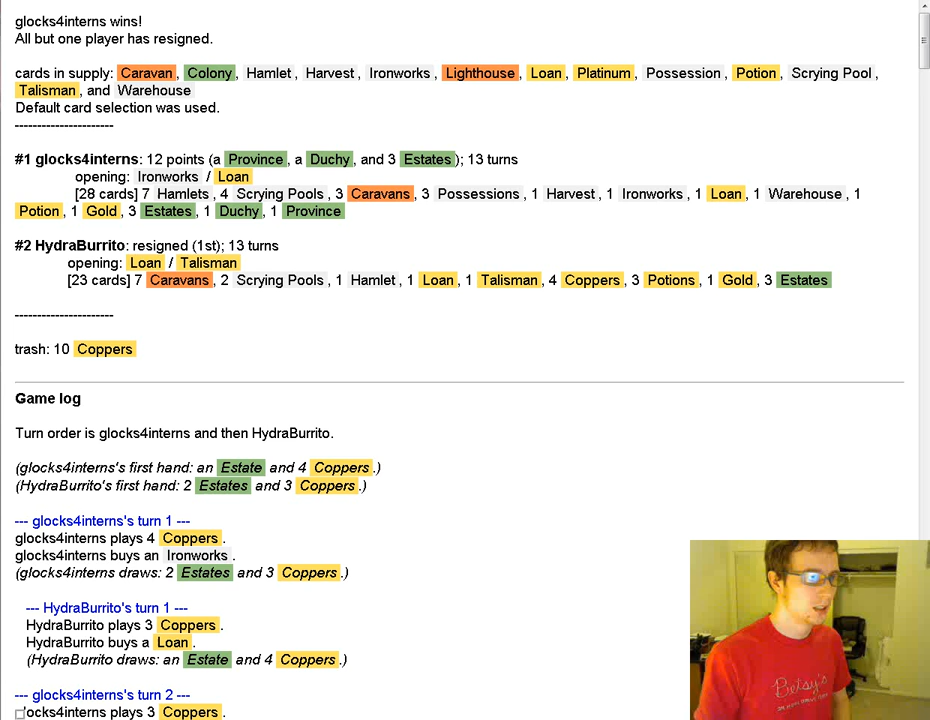 glocks4interns wins!
All but one player has resigned.
cards in supply: Caravan, Colony, Hamlet, Harvest, Ironworks, Lighthouse, Loan, Platinum, Possession, Potion, Scrying Pool,
Talisman, and Warehouse
Default card selection was used.
----------------------
#1 glocks4interns: 12 points (a Province, a Duchy, and 3 Estates); 13 turns
opening: Ironworks / Loan
[28 cards] 7 Hamlets, 4 Scrying Pools, 3 Caravans, 3 Possessions, 1 Harvest, 1 Ironworks, 1 Loan, 1 Warehouse, 1
Potion, 1 Gold, 3 Estates, 1 Duchy, 1 Province
#2 HydraBurrito: resigned (1st); 13 turns
opening: Loan / Talisman
[23 cards] 7 Caravans, 2 Scrying Pools, 1 Hamlet, 1 Loan, 1 Talisman, 4 Coppers, 3 Potions, 1 Gold, 3 Estates
----------------------
trash: 10 Coppers
Game log
Turn order is glocks4interns and then HydraBurrito.
(glocks4interns's first hand: an Estate and 4 Coppers.)
(HydraBurrito's first hand: 2 Estates and 3 Coppers.)
--- glocks4interns's turn 1 ---
glocks4interns plays 4 Coppers.
glocks4interns buys an Ironworks.
(glocks4interns draws: 2 Estates and 3 Coppers.)
--- HydraBurrito's turn 1 ---
HydraBurrito plays 3 Coppers.
HydraBurrito buys a Loan.
(HydraBurrito draws: an Estate and 4 Coppers.)
--- glocks4interns's turn 2 ---
ocks4interns plays 3 Coppers.
Betsy's